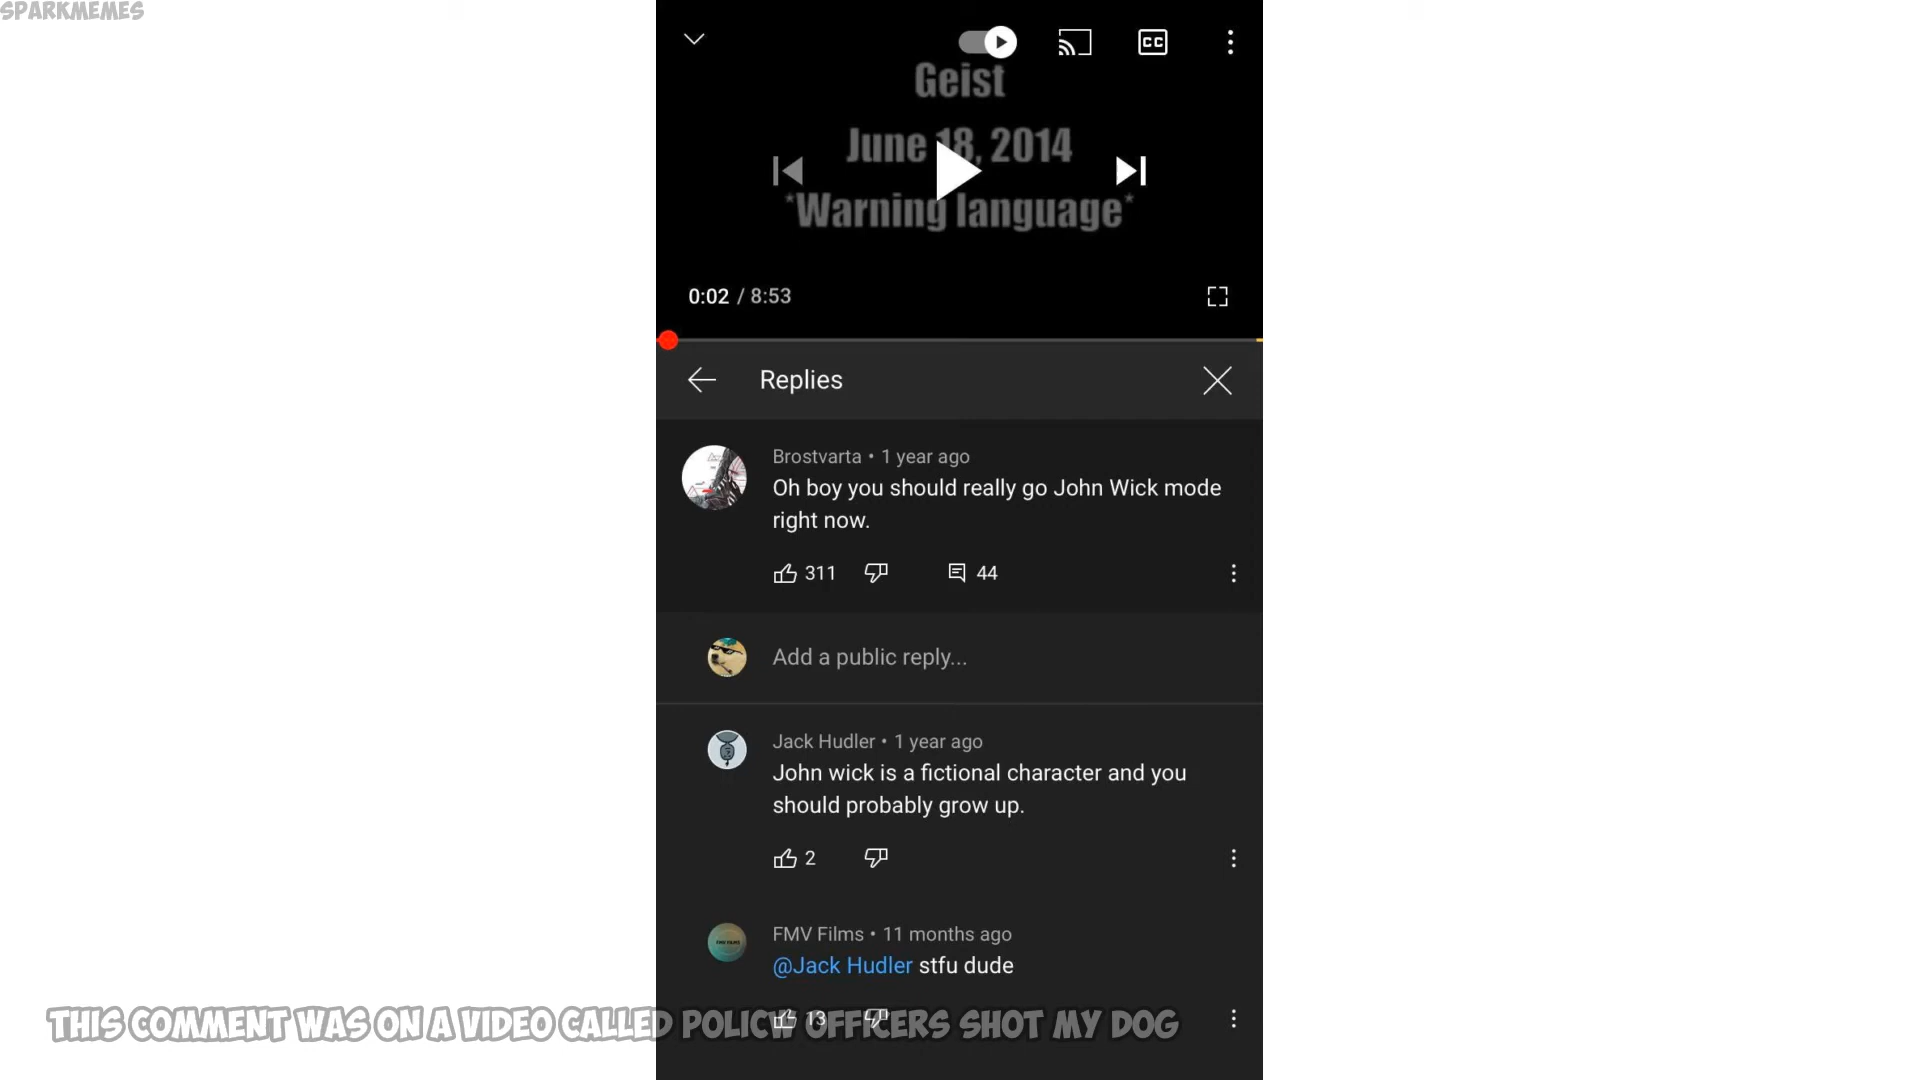 SPARKMEMES
CC
Geist
June 18, 2014
*Warning language*
0:02 / 8:53
Replies
Brostvarta • 1 year ago
Oh boy you should really go John Wick mode
right now.
311
44
Add a public reply...
Jack Hudler • 1 year ago
John wick is a fictional character and you
should probably grow up.
2
FMV Films • 11 months ago
@Jack Hudler stfu dude
13
THIS COMMENT WAS ON A VIDEO CALLED POLICW OFFICERS SHOT MY DOG